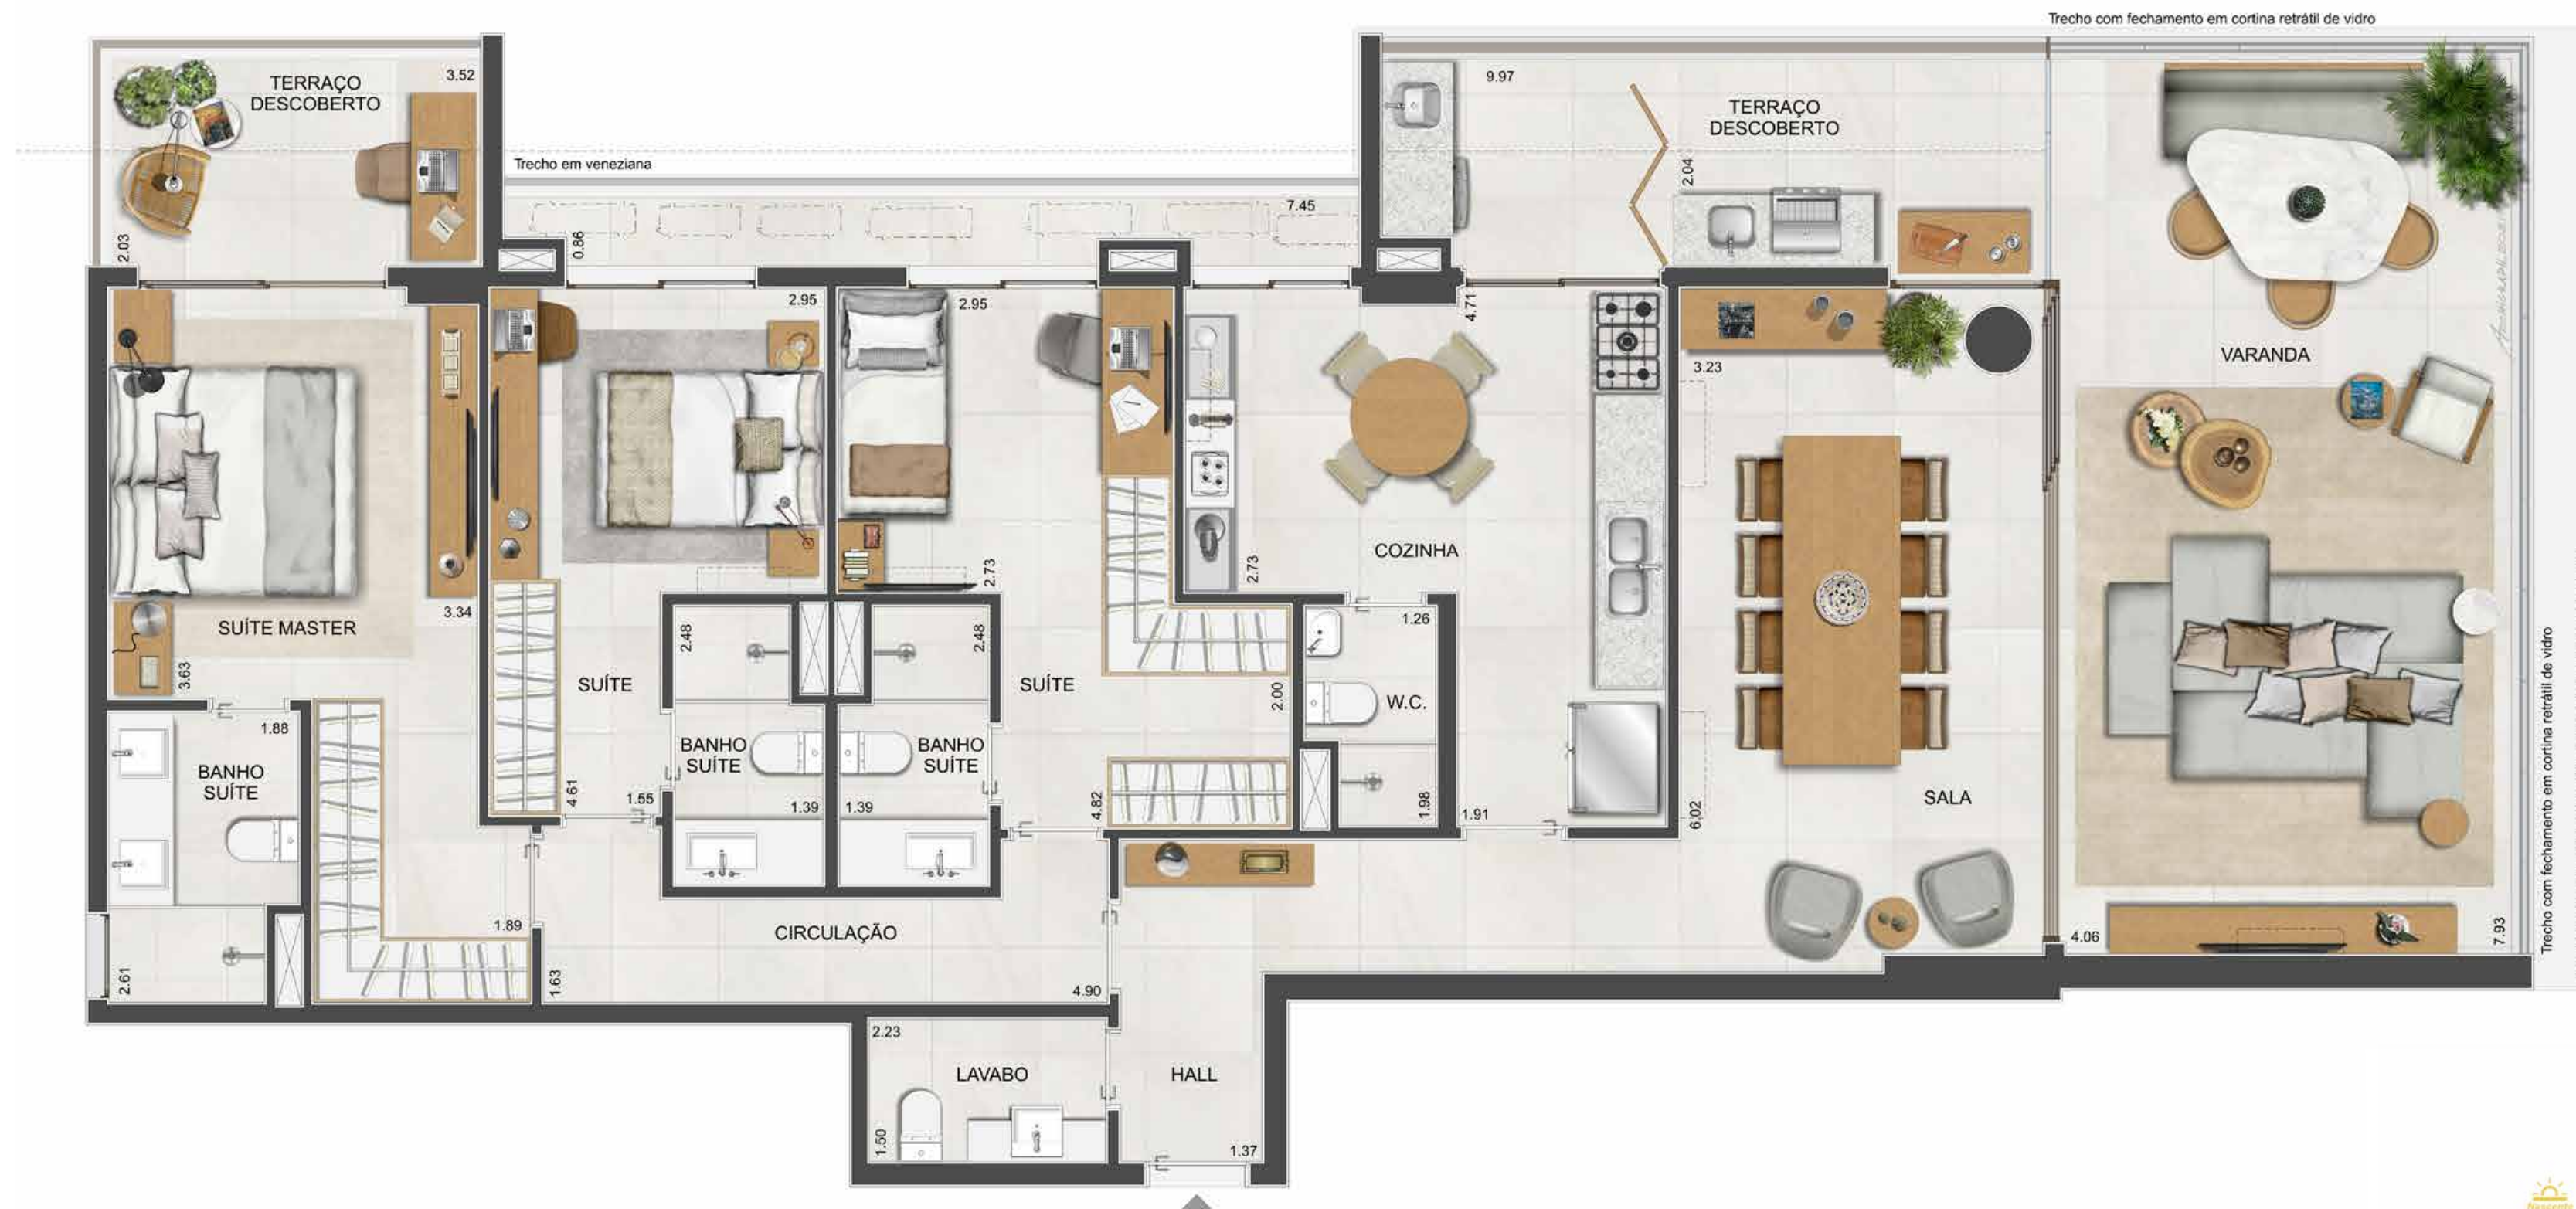 Trecho com fechamento em cortina retrátil de vidro
TERRAÇO
DESCOBERTO
3.52
2.03
Trecho em veneziana
0.86
7.45
9.97
TERRAÇO
DESCOBERTO
2.04
VARANDA
2.95
2.95
4.71
3.23
SUÍTE MASTER
3.34
3.63
2.73
2.73
COZINHA
1.26
SUÍTE
2.48
2.48
SUÍTE
2.00
W.C.
1.88
BANHO
SUÍTE
BANHO
SUÍTE
BANHO
SUÍTE
4.61
1.55
1.39
1.39
4.82
1.98
1.91
6.02
SALA
1.89
2.61
1.63
CIRCULAÇÃO
4.90
4.06
7.93
Trecho com fechamento em cortina retrátil de vidro
2.23
LAVABO
1.50
HALL
1.37
Nascente